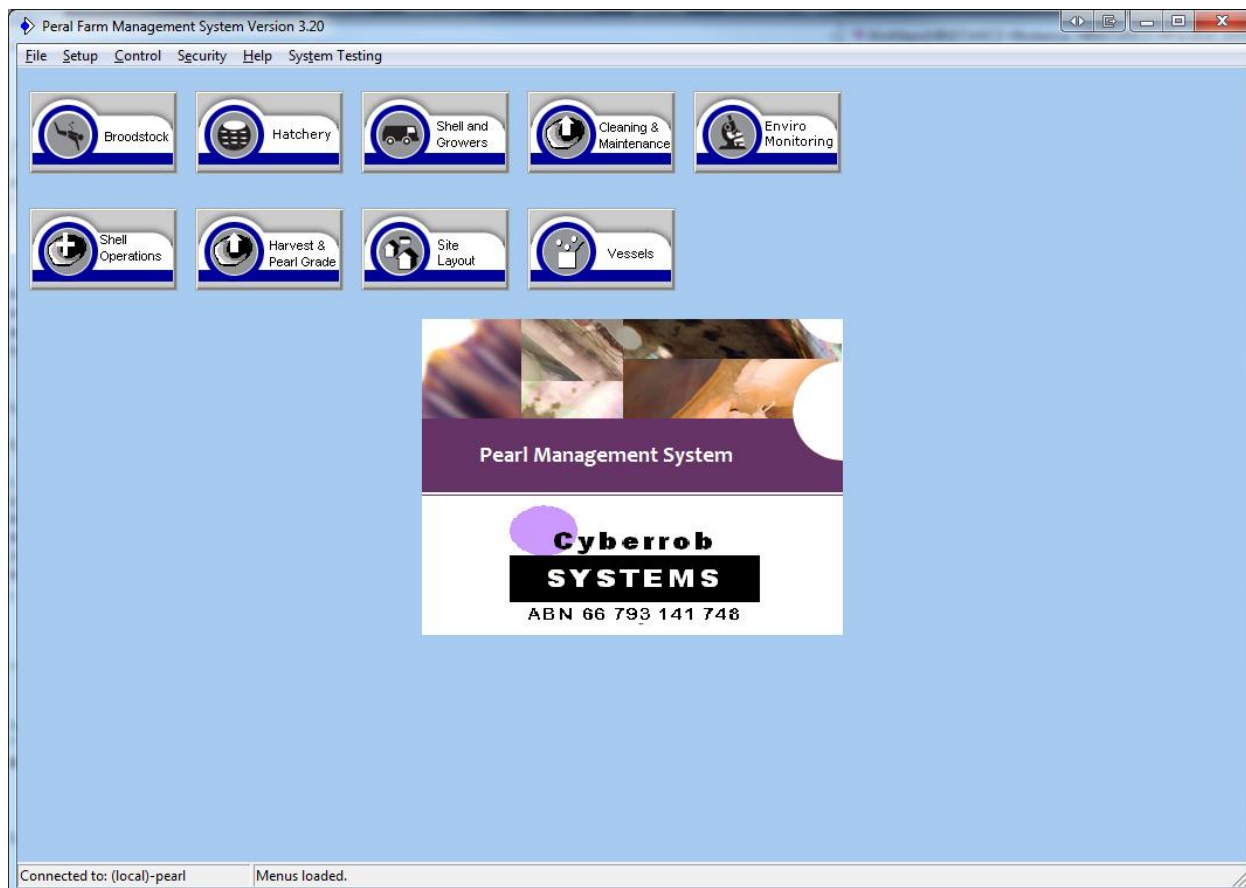 Peral Farm Management System Version 3.20
File Setup Control Security Help System Testing
Broodstock
Hatchery
Shell and
Growers
Cleaning &
Maintenance
Enviro
Monitoring
Shell
Operations
Harvest &
Pearl Grade
Site
Layout
Vessels
Pearl Management System
Cyberrob
SYSTEMS
ABN 66 793 141 748
Connected to: (local)-pearl
Menus loaded.